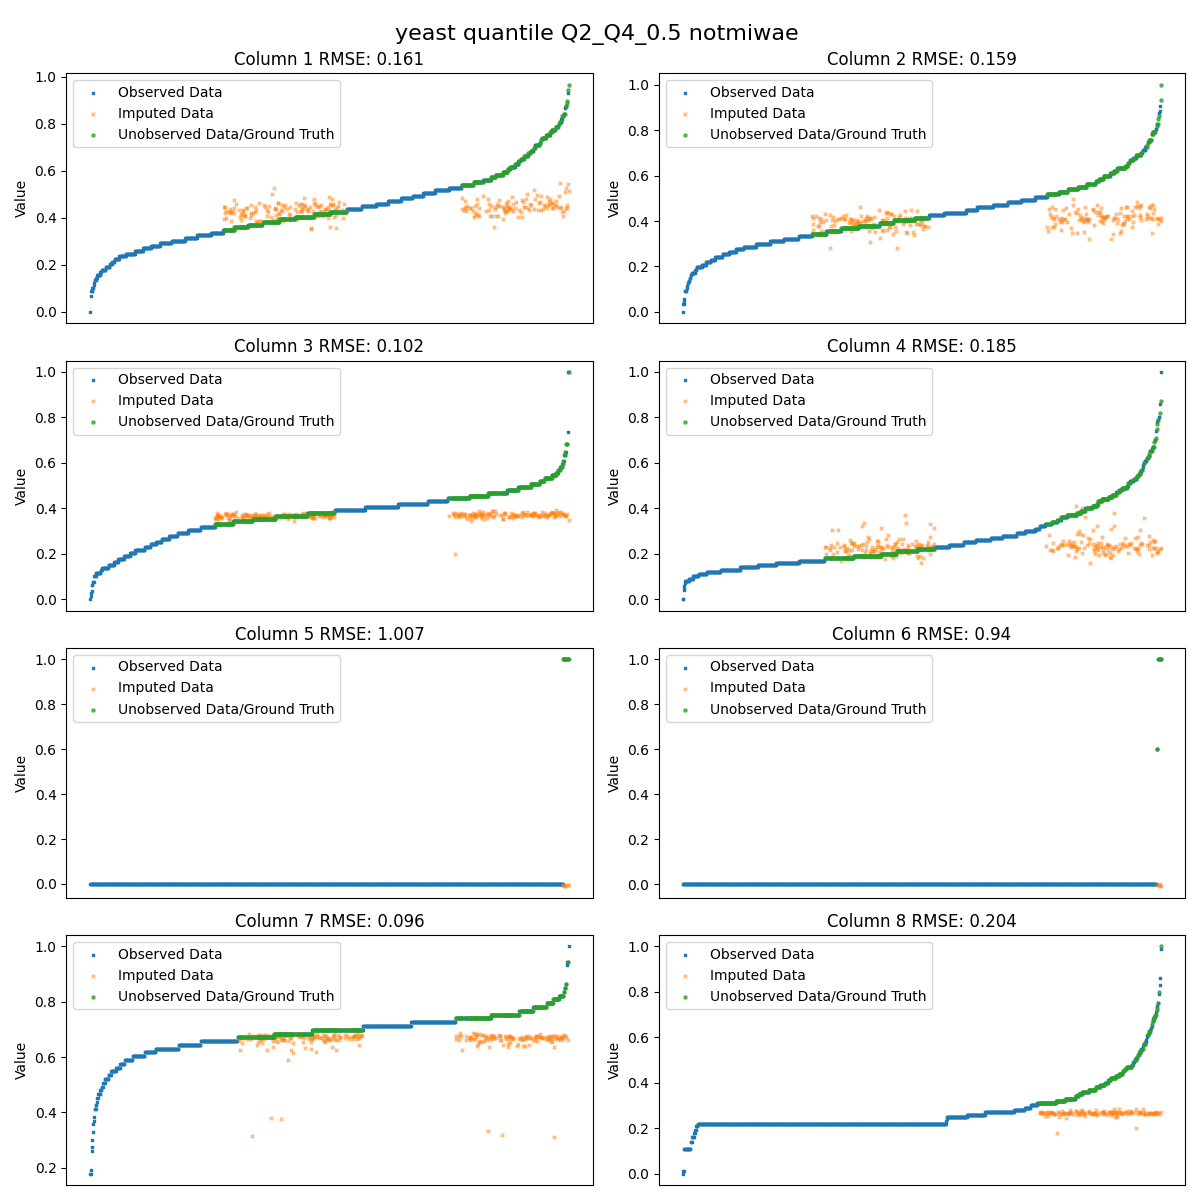 yeast quantile Q2_Q4_0.5 notmiwae
Column 1 RMSE: 0.161
Observed Data
Imputed Data
Unobserved Data/Ground Truth
Value
1.0
0.8
0.6
0.4
0.2
0.0
Column 2 RMSE: 0.159
Observed Data
Imputed Data
Unobserved Data/Ground Truth
Value
1.0
0.8
0.6
0.4
0.2
0.0
Column 3 RMSE: 0.102
Observed Data
Imputed Data
Unobserved Data/Ground Truth
Value
1.0
0.8
0.6
0.4
0.2
0.0
Column 4 RMSE: 0.185
Observed Data
Imputed Data
Unobserved Data/Ground Truth
Value
1.0
0.8
0.6
0.4
0.2
0.0
Column 5 RMSE: 1.007
Observed Data
Imputed Data
Unobserved Data/Ground Truth
Value
1.0
0.8
0.6
0.4
0.2
0.0
Column 6 RMSE: 0.94
Observed Data
Imputed Data
Unobserved Data/Ground Truth
Value
1.0
0.8
0.6
0.4
0.2
0.0
Column 7 RMSE: 0.096
Observed Data
Imputed Data
Unobserved Data/Ground Truth
Value
1.0
0.8
0.6
0.4
0.2
Column 8 RMSE: 0.204
Observed Data
Imputed Data
Unobserved Data/Ground Truth
Value
1.0
0.8
0.6
0.4
0.2
0.0